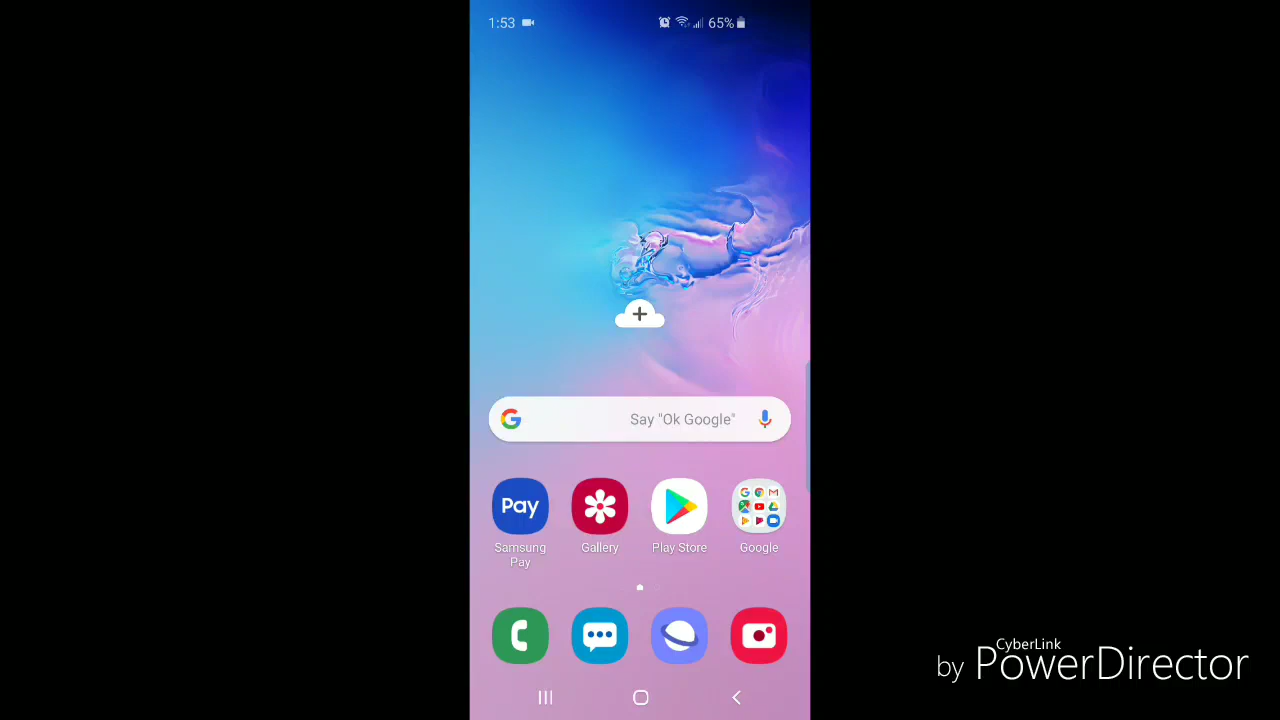 1:53
65%
Say "Ok Google"
Pay
Samsung
Pay
Gallery
Play Store
Google
CyberLink
by PowerDirector